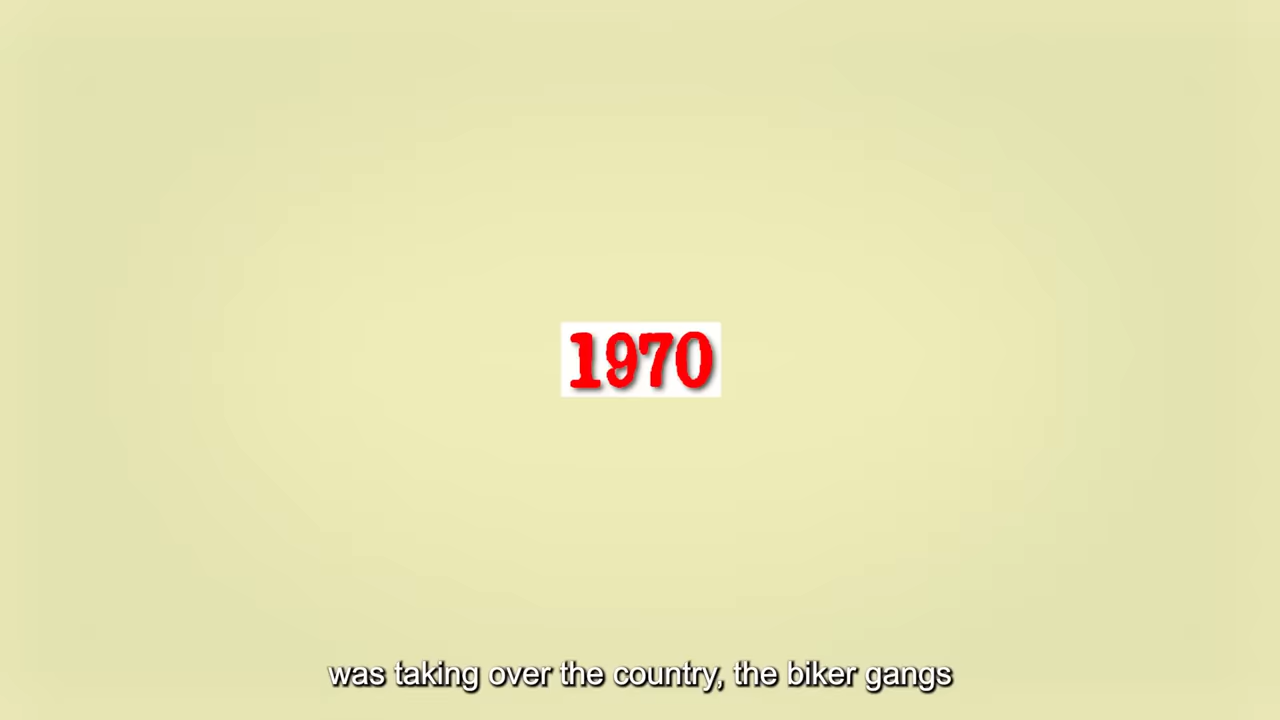 1970
was taking over the country, the biker gangs